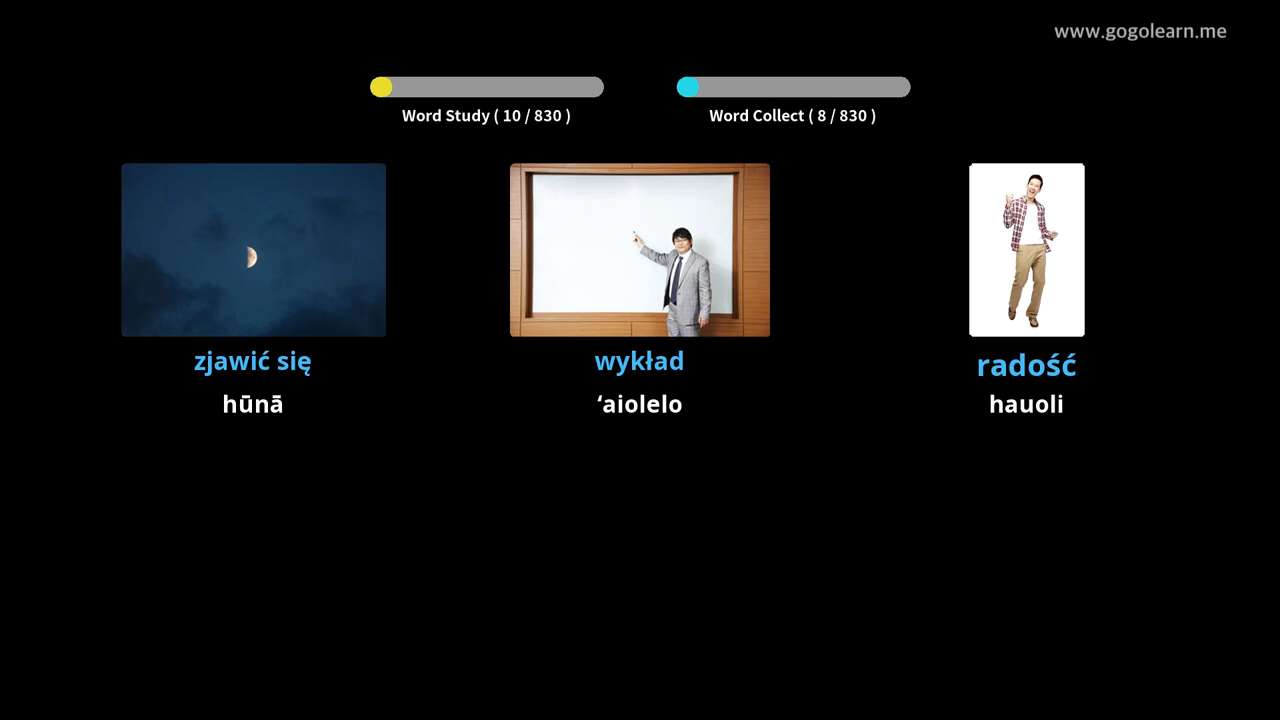 www.gogolearn.me
Word Study ( 10 / 830 )
Word Collect ( 8 / 830 )
zjawić się
wykład
radość
hūnā
ʻaiolelo
hauoli